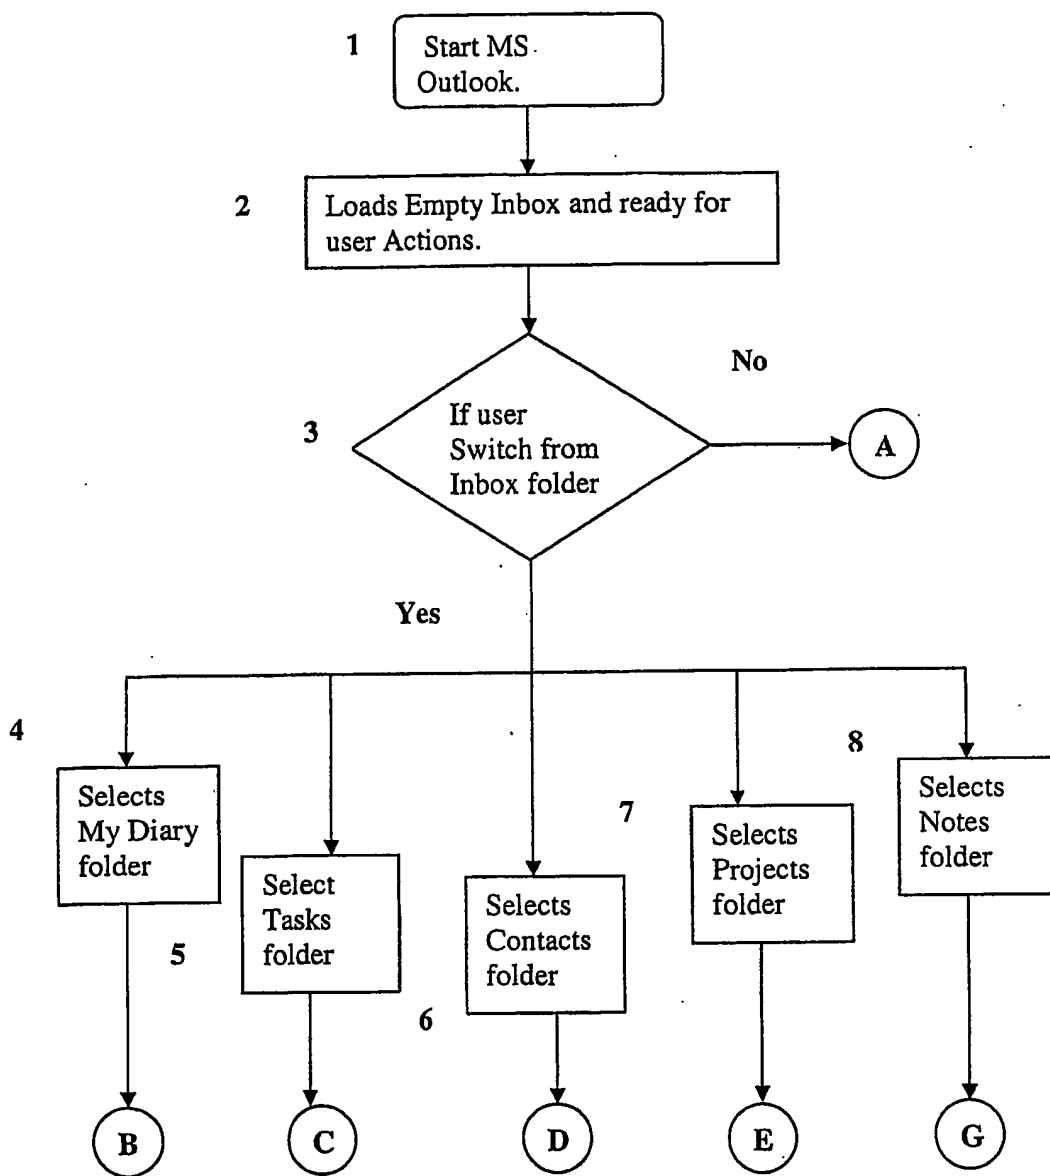 1
Start MS
Outlook.
2
Loads Empty Inbox and ready for
user Actions.
3
If user
Switch from
Inbox folder
No
A
Yes
4
Selects
My Diary
folder
5
Select
Tasks
folder
6
Selects
Contacts
folder
7
Selects
Projects
folder
8
Selects
Notes
folder
B
C
D
E
G